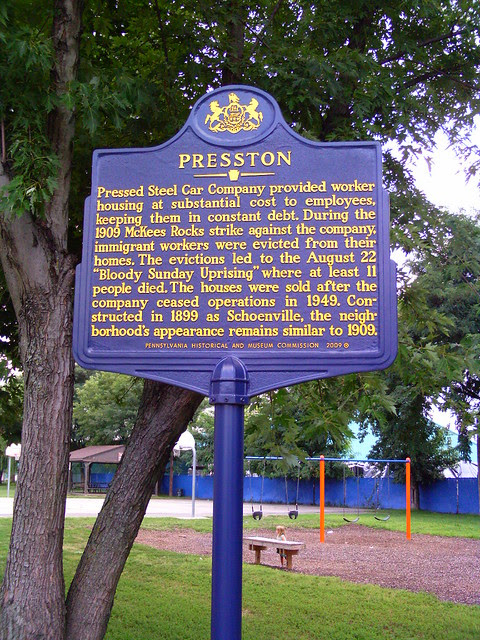 PRESSTON
Pressed Steel Car Company provided worker
housing at substantial cost to employees,
keeping them in constant debt. During the
1909 McKees Rocks strike against the company,
immigrant workers were evicted from their
homes. The evictions led to the August 22
"Bloody Sunday Uprising" where at least 11
people died. The houses were sold after the
company ceased operations in 1949. Con-
structed in 1899 as Schoenville, the neigh-
borhood's appearance remains similar to 1909.
PENNSYLVANIA HISTORICAL AND MUSEUM COMMISSION 2009